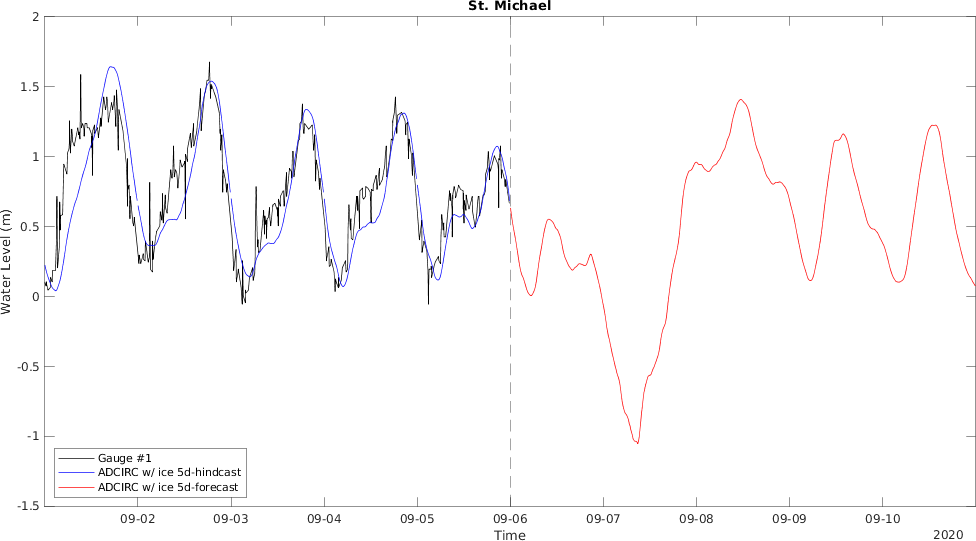 St. Michael
2
1.5
1
0.5
0
-0.5
-1
-1.5
Water Level (m)
Gauge #1
ADCIRC w/ ice 5d-hindcast
ADCIRC w/ ice 5d-forecast
09-02 09-03 09-04 09-05 09-06 09-07 09-08 09-09 09-10
Time
2020